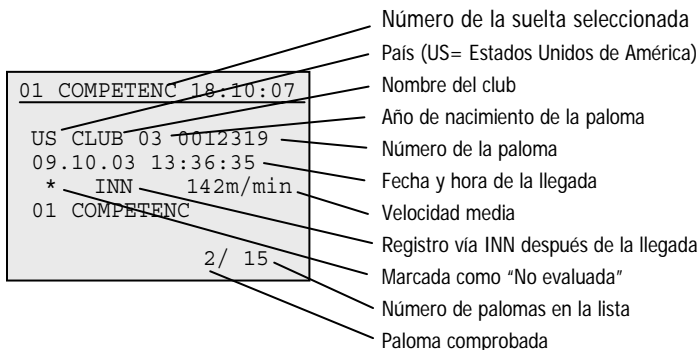 01 COMPETENC 18:10:07
US CLUB 03 0012319
09.10.03 13:36:35
* INN 142m/min
01 COMPETENC
2/ 15
Número de la suelta seleccionada
País (US= Estados Unidos de América)
Nombre del club
Año de nacimiento de la paloma
Número de la paloma
Fecha y hora de la llegada
Velocidad media
Registro vía INN después de la llegada
Marcada como “No evaluada”
Número de palomas en la lista
Paloma comprobada